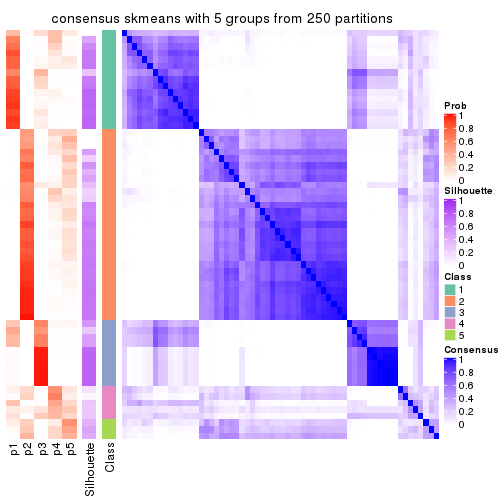 consensus skmeans with 5 groups from 250 partitions
Prob
1
0.8
0.6
0.4
0.2
0
Silhouette
1
0.8
0.6
0.4
0.2
0
Class
1
2
3
4
5
Consensus
1
0.8
0.6
0.4
0.2
0
p1
p2
p3
p4
p5
Silhouette
Class